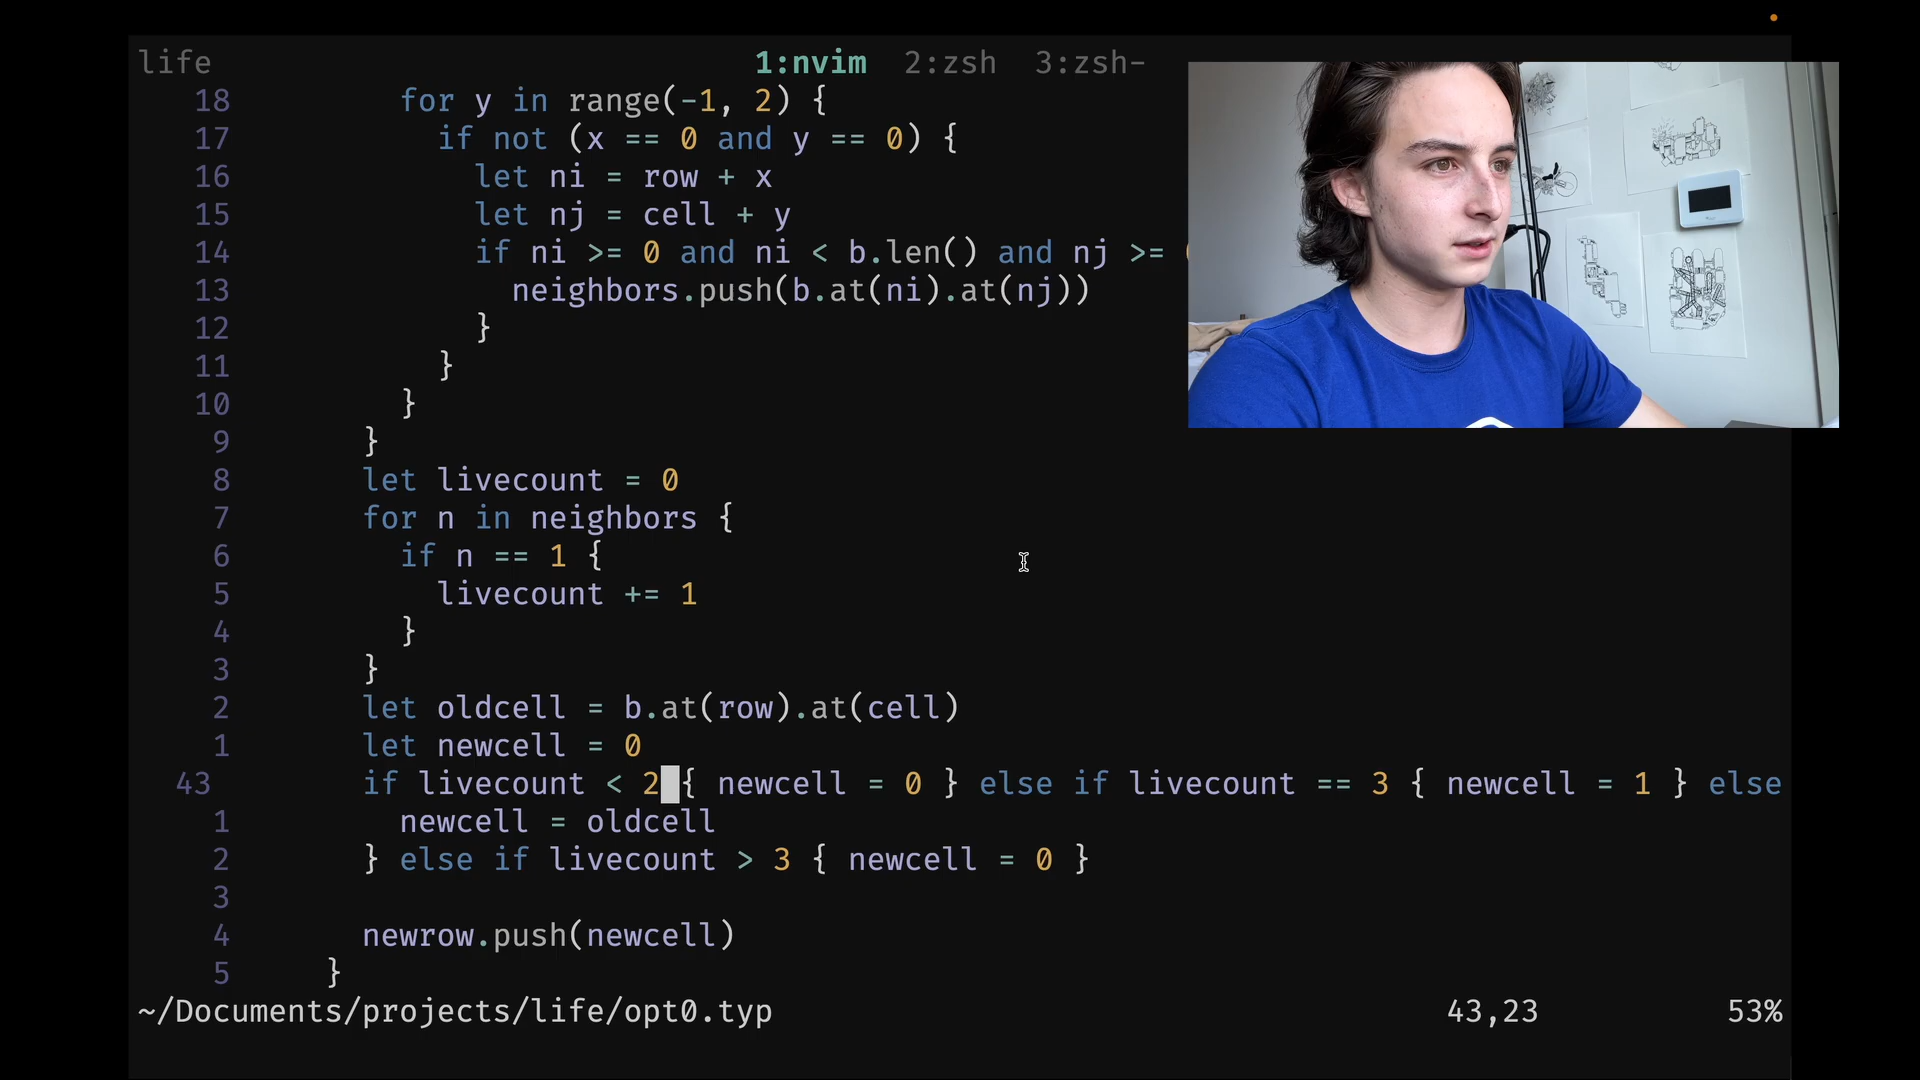 life 1:nvim 2:zsh 3:zsh-
18 for y in range(-1, 2) {
17 if not (x == 0 and y == 0) {
16 let ni = row + x
15 let nj = cell + y
14 if ni >= 0 and ni < b.len() and nj >=
13 neighbors.push(b.at(ni).at(nj))
12 }
11 }
10 }
9 }
8 let livecount = 0
7 for n in neighbors {
6 if n == 1 {
5 livecount += 1
4 }
3 }
2 let oldcell = b.at(row).at(cell)
1 let newcell = 0
43 if livecount < 2 { newcell = 0 } else if livecount == 3 { newcell = 1 } else
1 newcell = oldcell
2 } else if livecount > 3 { newcell = 0 }
3
4 newrow.push(newcell)
5 }
~/Documents/projects/life/opt0.typ 43,23 53%